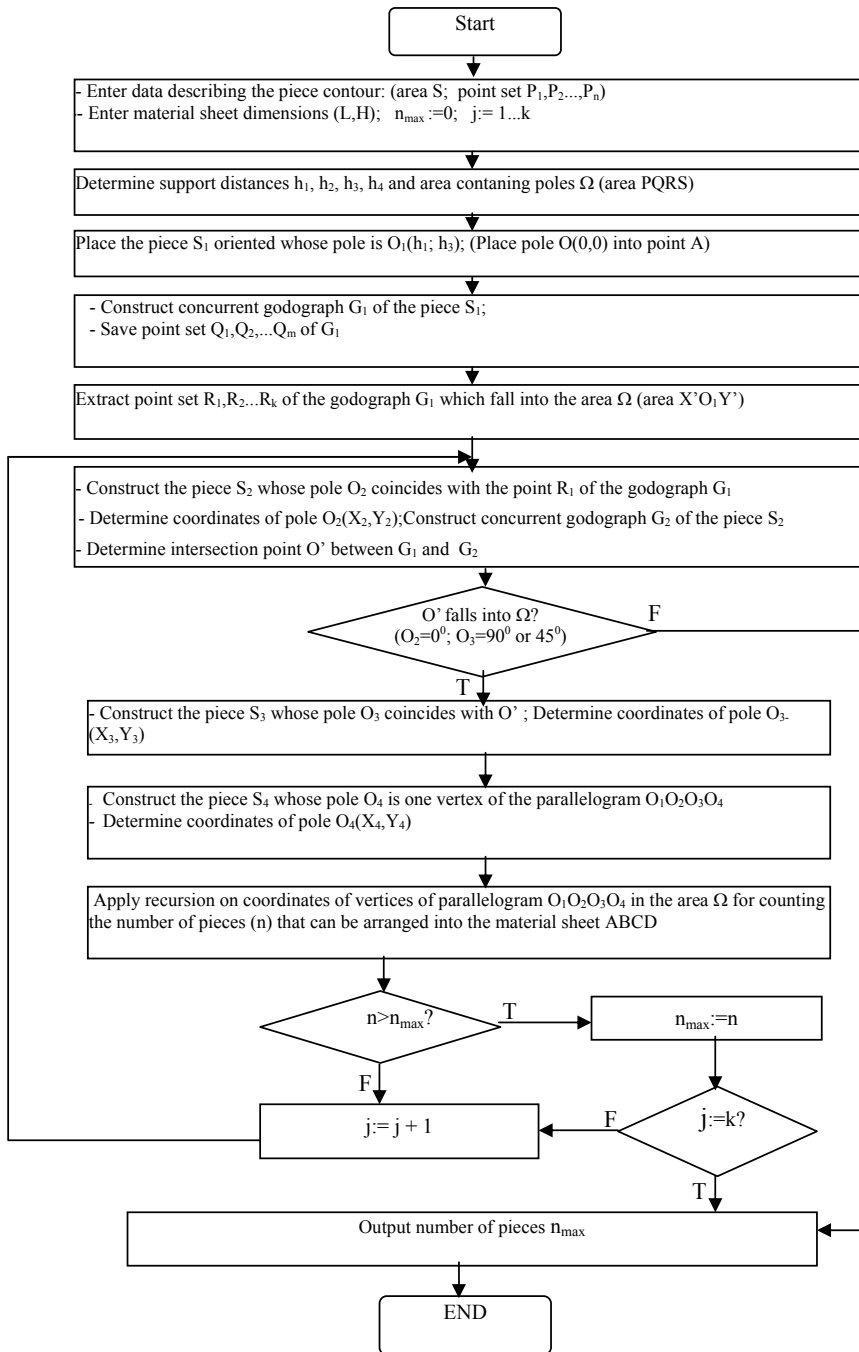 Start
- Enter data describing the piece contour: (area S;  point set P₁,P₂...,Pₙ)
- Enter material sheet dimensions (L,H);   nₘₐₓ :=0;   j:= 1...k
Determine support distances h₁, h₂, h₃, h₄ and area contaning poles Ω (area PQRS)
Place the piece S₁ oriented whose pole is O₁(h₁; h₃); (Place pole O(0,0) into point A)
- Construct concurrent godograph G₁ of the piece S₁;
- Save point set Q₁,Q₂,...Qₘ of G₁
Extract point set R₁,R₂...Rₖ of the godograph G₁ which fall into the area Ω (area X’O₁Y’)
- Construct the piece S₂ whose pole O₂ coincides with the point R₁ of the godograph G₁
- Determine coordinates of pole O₂(X₂,Y₂);Construct concurrent godograph G₂ of the piece S₂
- Determine intersection point O’ between G₁ and  G₂
O’ falls into Ω?
(O₂=0⁰; O₃=90⁰ or 45⁰)
F
T
- Construct the piece S₃ whose pole O₃ coincides with O’ ; Determine coordinates of pole O₃-
(X₃,Y₃)
-  Construct the piece S₄ whose pole O₄ is one vertex of the parallelogram O₁O₂O₃O₄
-  Determine coordinates of pole O₄(X₄,Y₄)
Apply recursion on coordinates of vertices of parallelogram O₁O₂O₃O₄ in the area Ω for counting
the number of pieces (n) that can be arranged into the material sheet ABCD
n>nₘₐₓ?
T
nₘₐₓ:=n
F
j:= j + 1
F
j:=k?
T
Output number of pieces nₘₐₓ
END